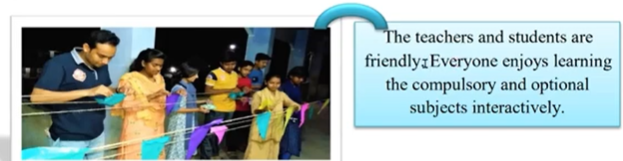 The teachers and students are
friendly; Everyone enjoys learning
the compulsory and optional
subjects interactively.